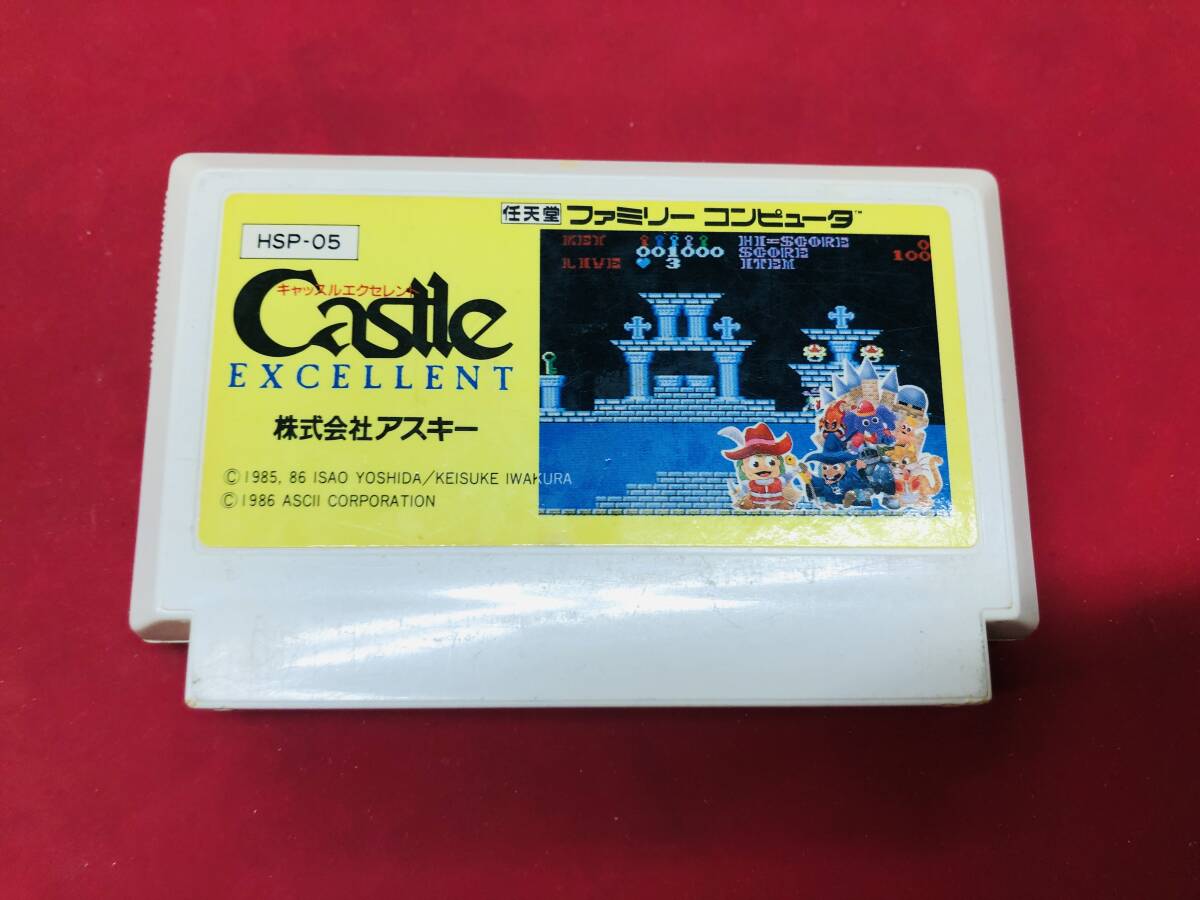 任天堂 ファミリー コンピュータ™
HSP-05
キャッスルエクセレント
Castle
EXCELLENT
株式会社アスキー
©1985, 86 ISAO YOSHIDA/KEISUKE IWAKURA
©1986 ASCII CORPORATION
KEY 001000 HI-SCORE 0
SCORE 100
LIVE 3 ITEM